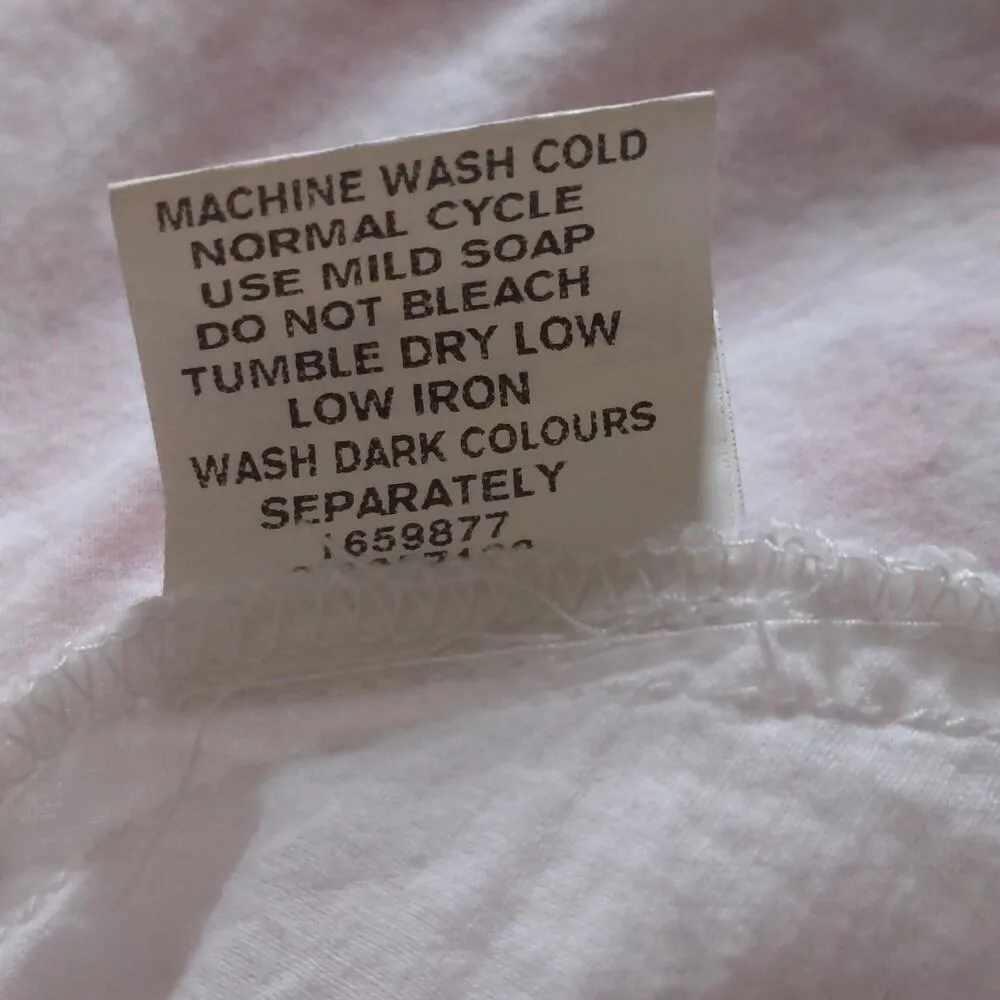 MACHINE WASH COLD
NORMAL CYCLE
USE MILD SOAP
DO NOT BLEACH
TUMBLE DRY LOW
LOW IRON
WASH DARK COLOURS
SEPARATELY
659877